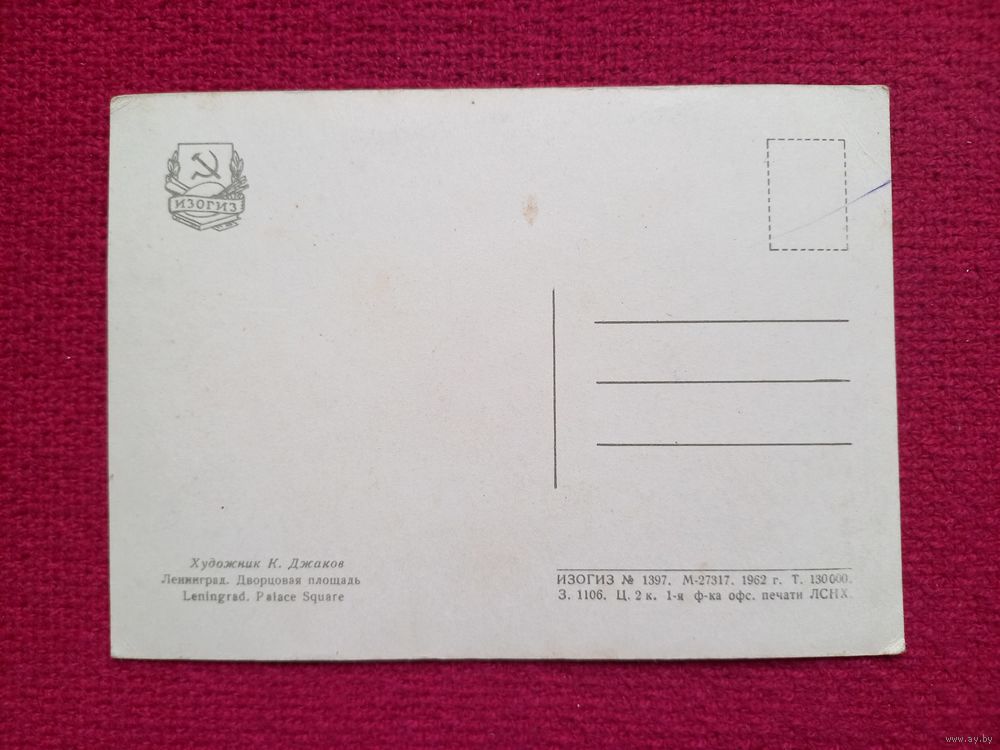 ИЗОГИЗ
Художник К. Джаков
Ленинград. Дворцовая площадь
Leningrad. Palace Square
ИЗОГИЗ № 1397. М-27317. 1962 г. Т. 130000.
З. 1106. Ц. 2 к. 1-я ф-ка офс. печати ЛСНХ.
www.ay.by